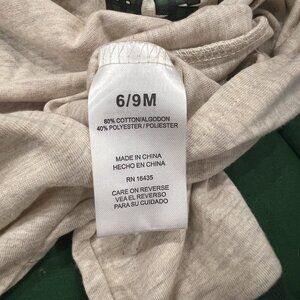 6/9M
60% COTTON/ALGODON
40% POLYESTER / POLIESTER
MADE IN CHINA
HECHO EN CHINA
RN 16435
CARE ON REVERSE
VEA EL REVERSO
PARA SU CUIDADO